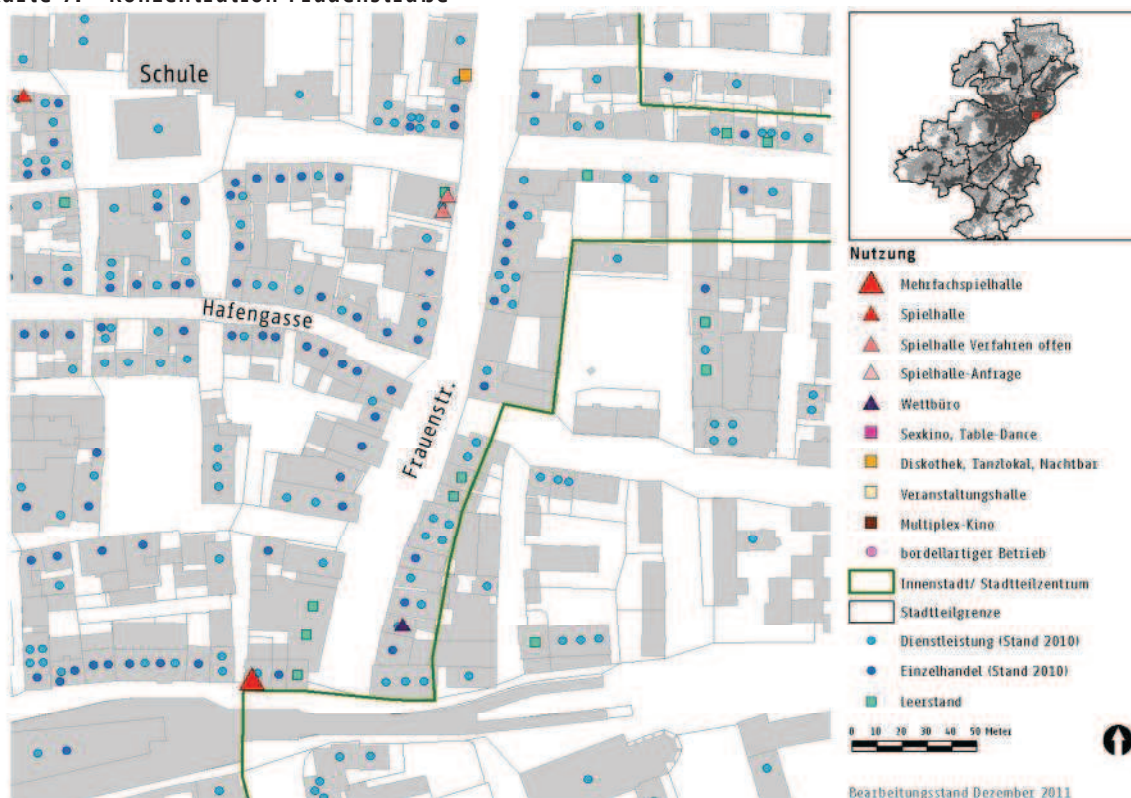 Konzentration Frauenstraße
Schule
Hafengasse
Frauenstr.
Nutzung
Mehrfachspielhalle
Spielhalle
Spielhalle Verfahren offen
Spielhalle-Anfrage
Wettbüro
Sexkino, Table-Dance
Diskothek, Tanzlokal, Nachtbar
Veranstaltungshalle
Multiplex-Kino
bordellartiger Betrieb
Innenstadt/ Stadtteilzentrum
Stadtteilgrenze
Dienstleistung (Stand 2010)
Einzelhandel (Stand 2010)
Leerstand
0 10 20 30 40 50 Meter
Bearbeitungsstand Dezember 2011